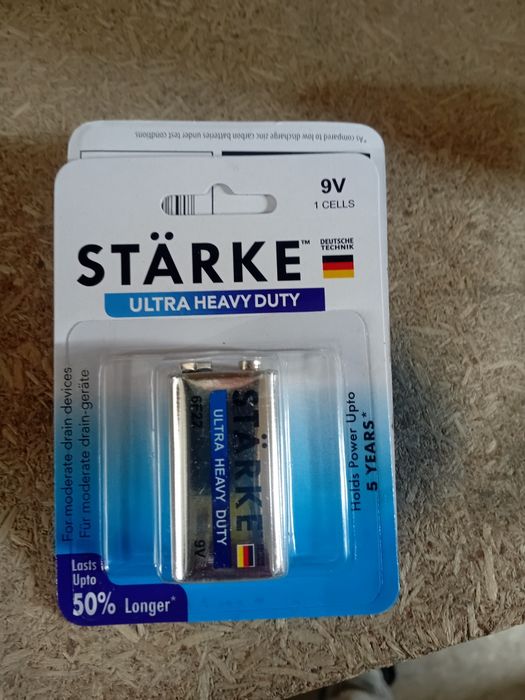 *As compared to low discharge zinc carbon batteries under test conditions
9V
1 CELLS
STÄRKE™
DEUTSCHE
TECHNIK
ULTRA HEAVY DUTY
For moderate drain devices
Für moderate drain-geräte
6F22
9V
ULTRA HEAVY DUTY
STÄRKE
Holds Power Upto
5 YEARS*
Lasts
Upto
50% Longer*